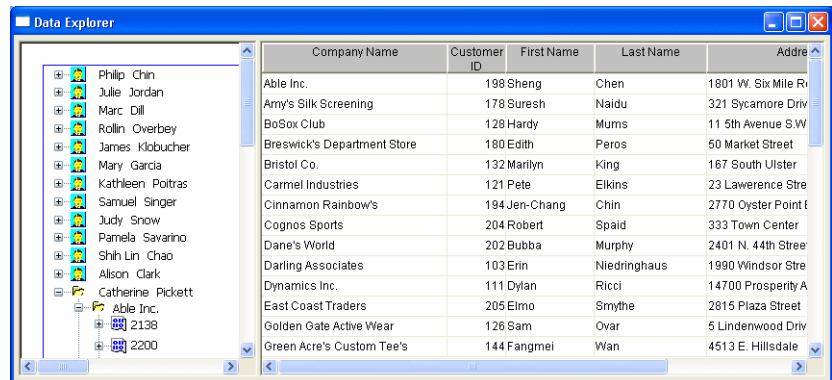 Data Explorer
Philip Chin
Julie Jordan
Marc Dill
Rollin Overbey
James Klobucher
Mary Garcia
Kathleen Poitras
Samuel Singer
Judy Snow
Pamela Savarino
Shih Lin Chao
Alison Clark
Catherine Pickett
Able Inc.
2138
2200
Company Name Customer ID First Name Last Name Addre
Able Inc. 198 Sheng Chen 1801 W. Six Mile R
Amy's Silk Screening 178 Suresh Naidu 321 Sycamore Driv
BoSox Club 128 Hardy Mums 11 5th Avenue S.W
Breswick's Department Store 180 Edith Peros 50 Market Street
Bristol Co. 132 Marilyn King 167 South Ulster
Carmel Industries 121 Pete Elkins 23 Lawerence Stre
Cinnamon Rainbow's 194 Jen-Chang Chin 2770 Oyster Point
Cognos Sports 204 Robert Spaid 333 Town Center
Dane's World 202 Bubba Murphy 2401 N. 44th Stree
Darling Associates 103 Erin Niedringhaus 1990 Windsor Stre
Dynamics Inc. 111 Dylan Ricci 14700 Prosperity A
East Coast Traders 205 Elmo Smythe 2815 Plaza Street
Golden Gate Active Wear 126 Sam Ovar 5 Lindenwood Driv
Green Acre's Custom Tee's 144 Fangmei Wan 4513 E. Hillsdale